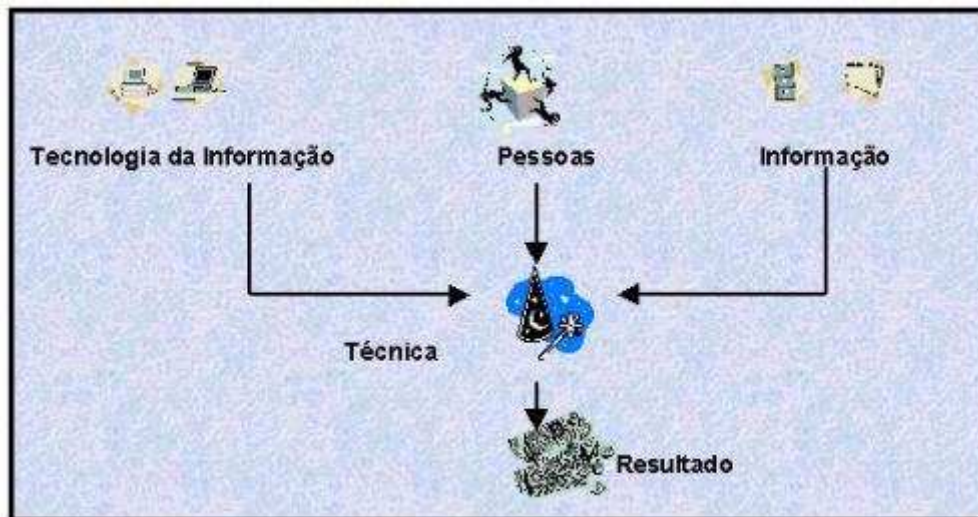 Tecnologia da Informação
Pessoas
Informação
Técnica
Resultado